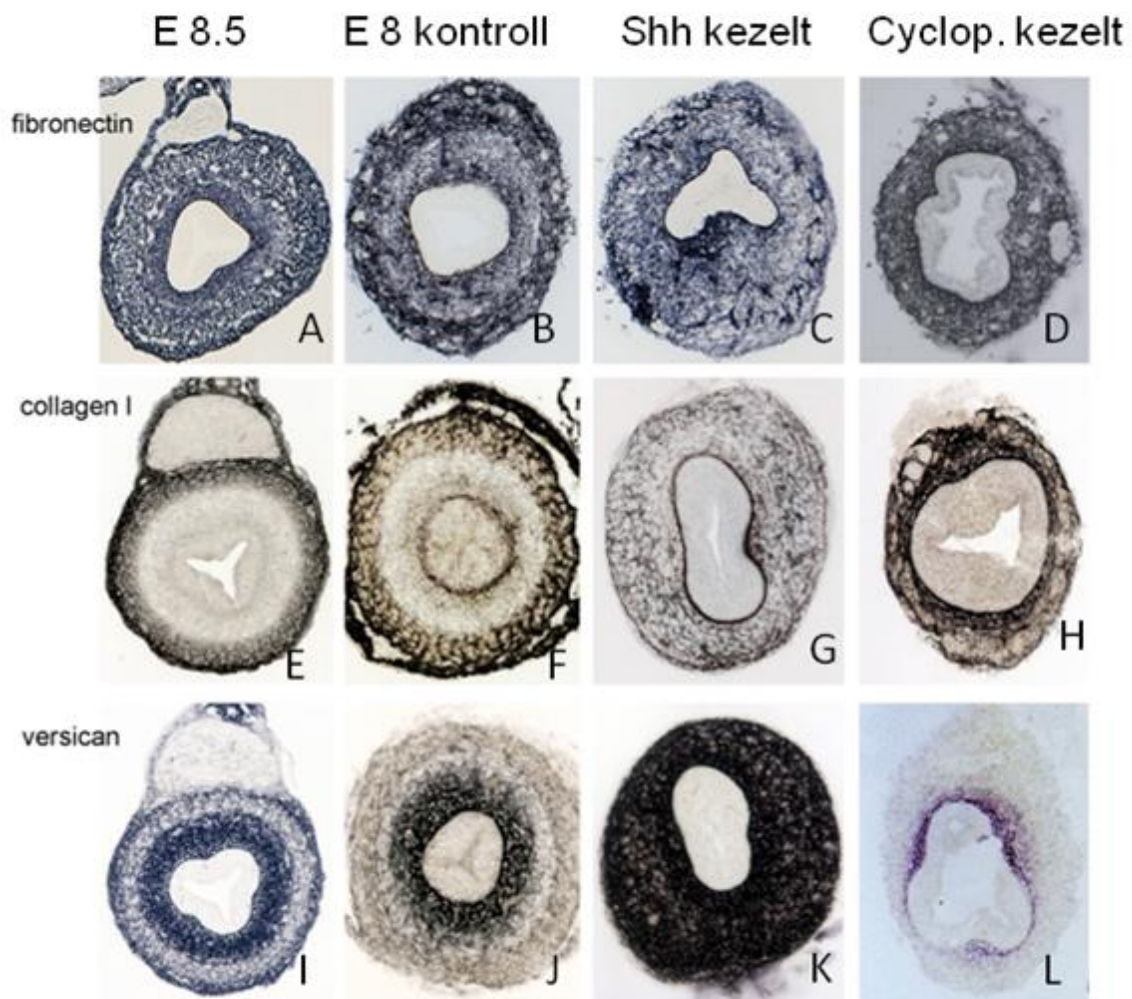 E 8.5 E 8 kontroll Shh kezelt Cyclop. kezelt
fibronectin
A B C D
collagen I
E F G H
versican
I J K L